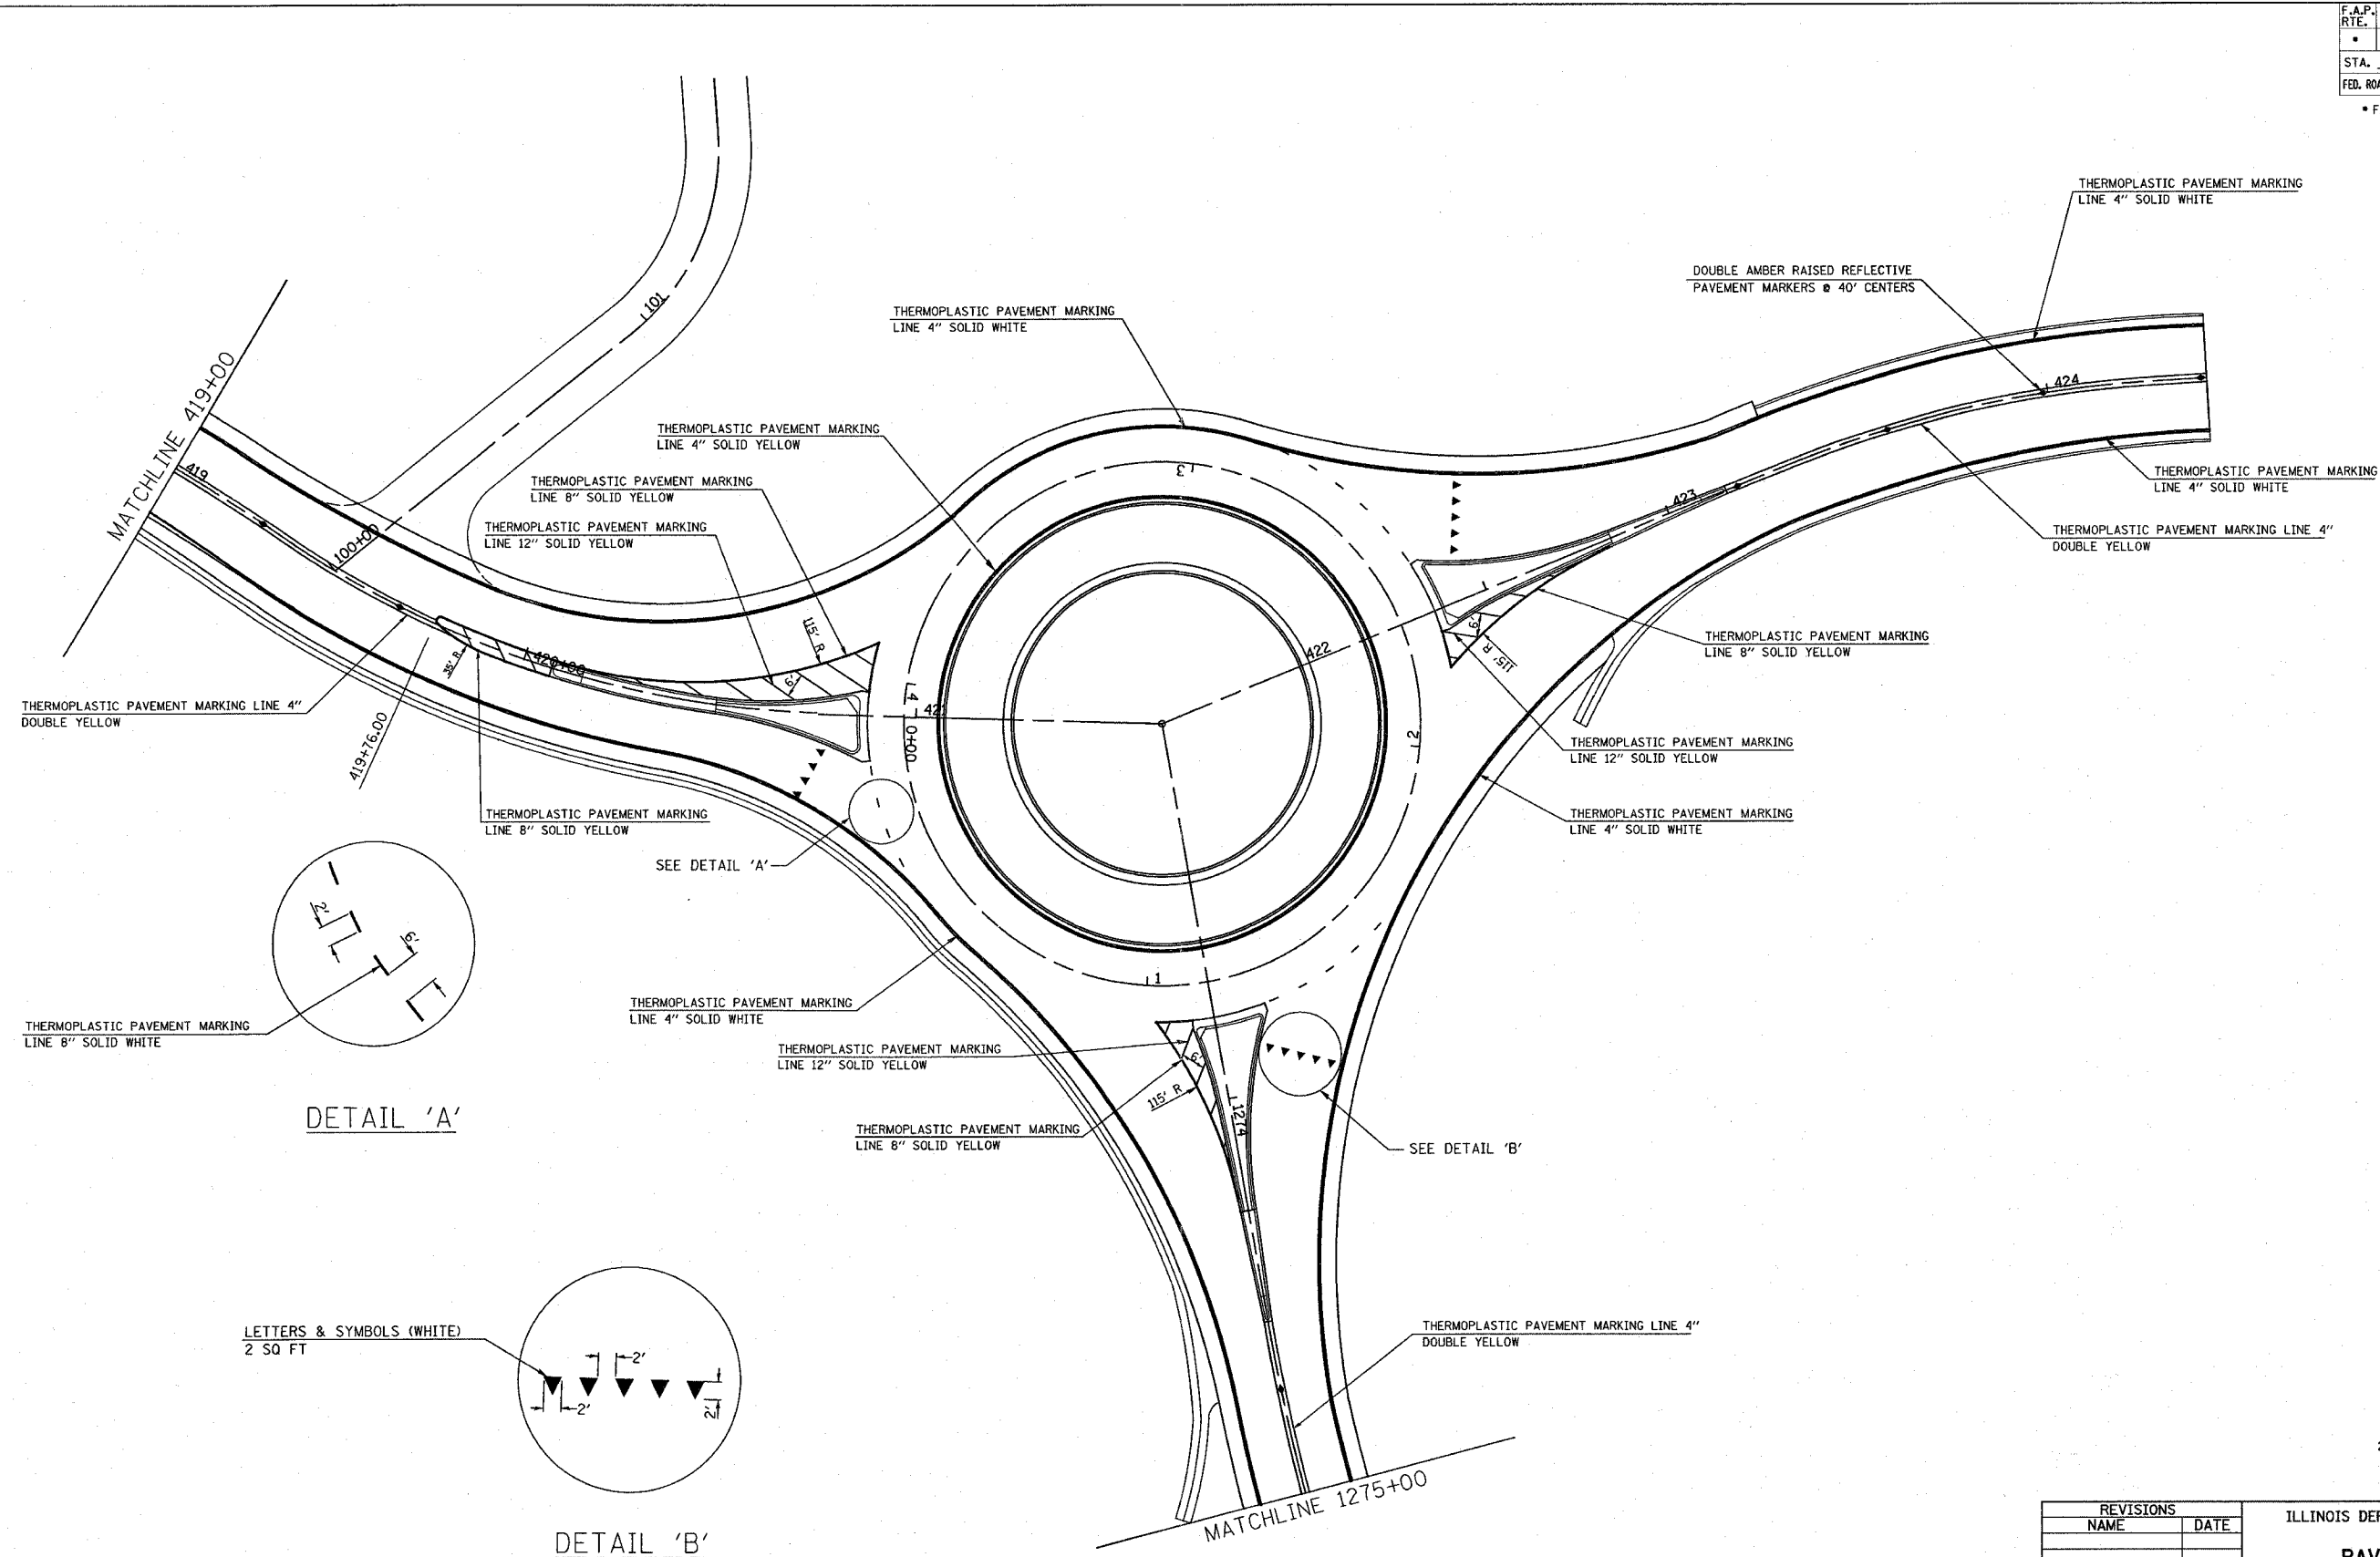 F.A.P.
RTE.
STA.
FED. ROA
* F
THERMOPLASTIC PAVEMENT MARKING
LINE 4" SOLID WHITE
DOUBLE AMBER RAISED REFLECTIVE
PAVEMENT MARKERS @ 40' CENTERS
THERMOPLASTIC PAVEMENT MARKING
LINE 4" SOLID WHITE
101
MATCHLINE 419+00
424
THERMOPLASTIC PAVEMENT MARKING
LINE 4" SOLID YELLOW
419
3
THERMOPLASTIC PAVEMENT MARKING
LINE 4" SOLID WHITE
THERMOPLASTIC PAVEMENT MARKING
LINE 8" SOLID YELLOW
423
THERMOPLASTIC PAVEMENT MARKING
LINE 12" SOLID YELLOW
THERMOPLASTIC PAVEMENT MARKING LINE 4"
DOUBLE YELLOW
100+00
115' R
6'
THERMOPLASTIC PAVEMENT MARKING
LINE 8" SOLID YELLOW
35' R
420+00
422
115' R
6'
4
0+00
421
THERMOPLASTIC PAVEMENT MARKING LINE 4"
DOUBLE YELLOW
419+76.00
2
THERMOPLASTIC PAVEMENT MARKING
LINE 12" SOLID YELLOW
THERMOPLASTIC PAVEMENT MARKING
LINE 8" SOLID YELLOW
THERMOPLASTIC PAVEMENT MARKING
LINE 4" SOLID WHITE
SEE DETAIL 'A'
2'
6'
1
THERMOPLASTIC PAVEMENT MARKING
LINE 4" SOLID WHITE
THERMOPLASTIC PAVEMENT MARKING
LINE 8" SOLID WHITE
THERMOPLASTIC PAVEMENT MARKING
LINE 12" SOLID YELLOW
6'
115' R
1274
DETAIL 'A'
THERMOPLASTIC PAVEMENT MARKING
LINE 8" SOLID YELLOW
SEE DETAIL 'B'
LETTERS & SYMBOLS (WHITE)
2 SQ FT
2'
2'
2'
THERMOPLASTIC PAVEMENT MARKING LINE 4"
DOUBLE YELLOW
MATCHLINE 1275+00
DETAIL 'B'
REVISIONS
NAME
DATE
ILLINOIS DEF